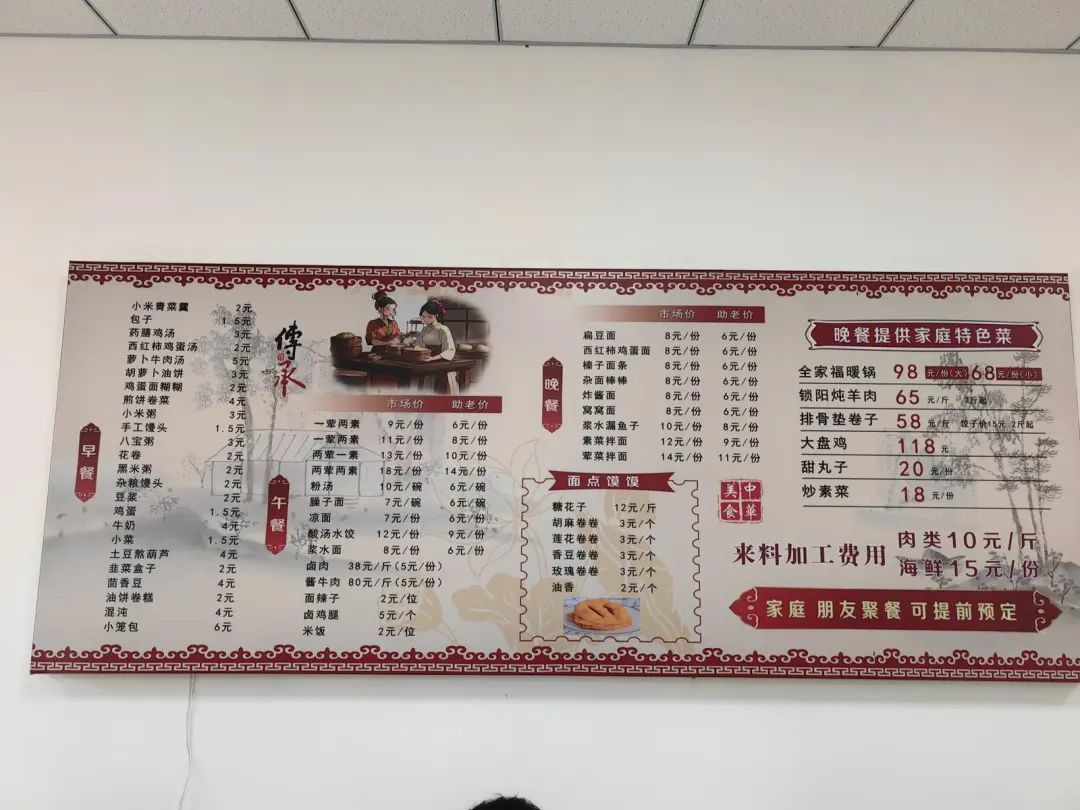 早餐
小米青菜羹 2元
包子 1.5元
药膳鸡汤 3元
西红柿鸡蛋汤 2元
萝卜牛肉汤 5元
胡萝卜油饼 3元
鸡蛋面糊糊 2元
煎饼卷菜 4元
小米粥 3元
手工馒头 1.5元
八宝粥 3元
花卷 2元
黑米粥 2元
杂粮馒头 2元
豆浆 2元
鸡蛋 1.5元
牛奶 4元
小菜 1.5元
土豆熬葫芦 4元
韭菜盒子 2元
茴香豆 4元
油饼卷糕 2元
混沌 4元
小笼包 6元
傳承
午餐
市场价 助老价
一荤两素 9元/份 6元/份
一荤两素 11元/份 8元/份
两荤一素 13元/份 10元/份
两荤两素 18元/份 14元/份
粉汤 10元/碗 6元/碗
臊子面 7元/碗 6元/碗
凉面 7元/份 6元/份
酸汤水饺 12元/份 9元/份
浆水面 8元/份 6元/份
卤肉 38元/斤(5元/份)
酱牛肉 80元/斤(5元/份)
面辣子 2元/位
卤鸡腿 5元/个
米饭 2元/位
晚餐
市场价 助老价
扁豆面 8元/份 6元/份
西红柿鸡蛋面 8元/份 6元/份
榛子面条 8元/份 6元/份
杂面棒棒 8元/份 6元/份
炸酱面 8元/份 6元/份
窝窝面 8元/份 6元/份
浆水漏鱼子 10元/份 8元/份
素菜拌面 12元/份 9元/份
荤菜拌面 14元/份 11元/份
面点馍馍
糖花子 12元/斤
胡麻卷卷 3元/个
莲花卷卷 3元/个
香豆卷卷 3元/个
玫瑰卷卷 3元/个
油香 2元/个
中华美食
晚餐提供家庭特色菜
全家福暖锅 98元/份(大) 68元/份(小)
锁阳炖羊肉 65元/斤 2斤起
排骨垫卷子 58元/斤 饺子价15元 2斤起
大盘鸡 118元
甜丸子 20元/份
炒素菜 18元/份
来料加工费用
肉类10元/斤
海鲜15元/份
家庭 朋友聚餐 可提前预定